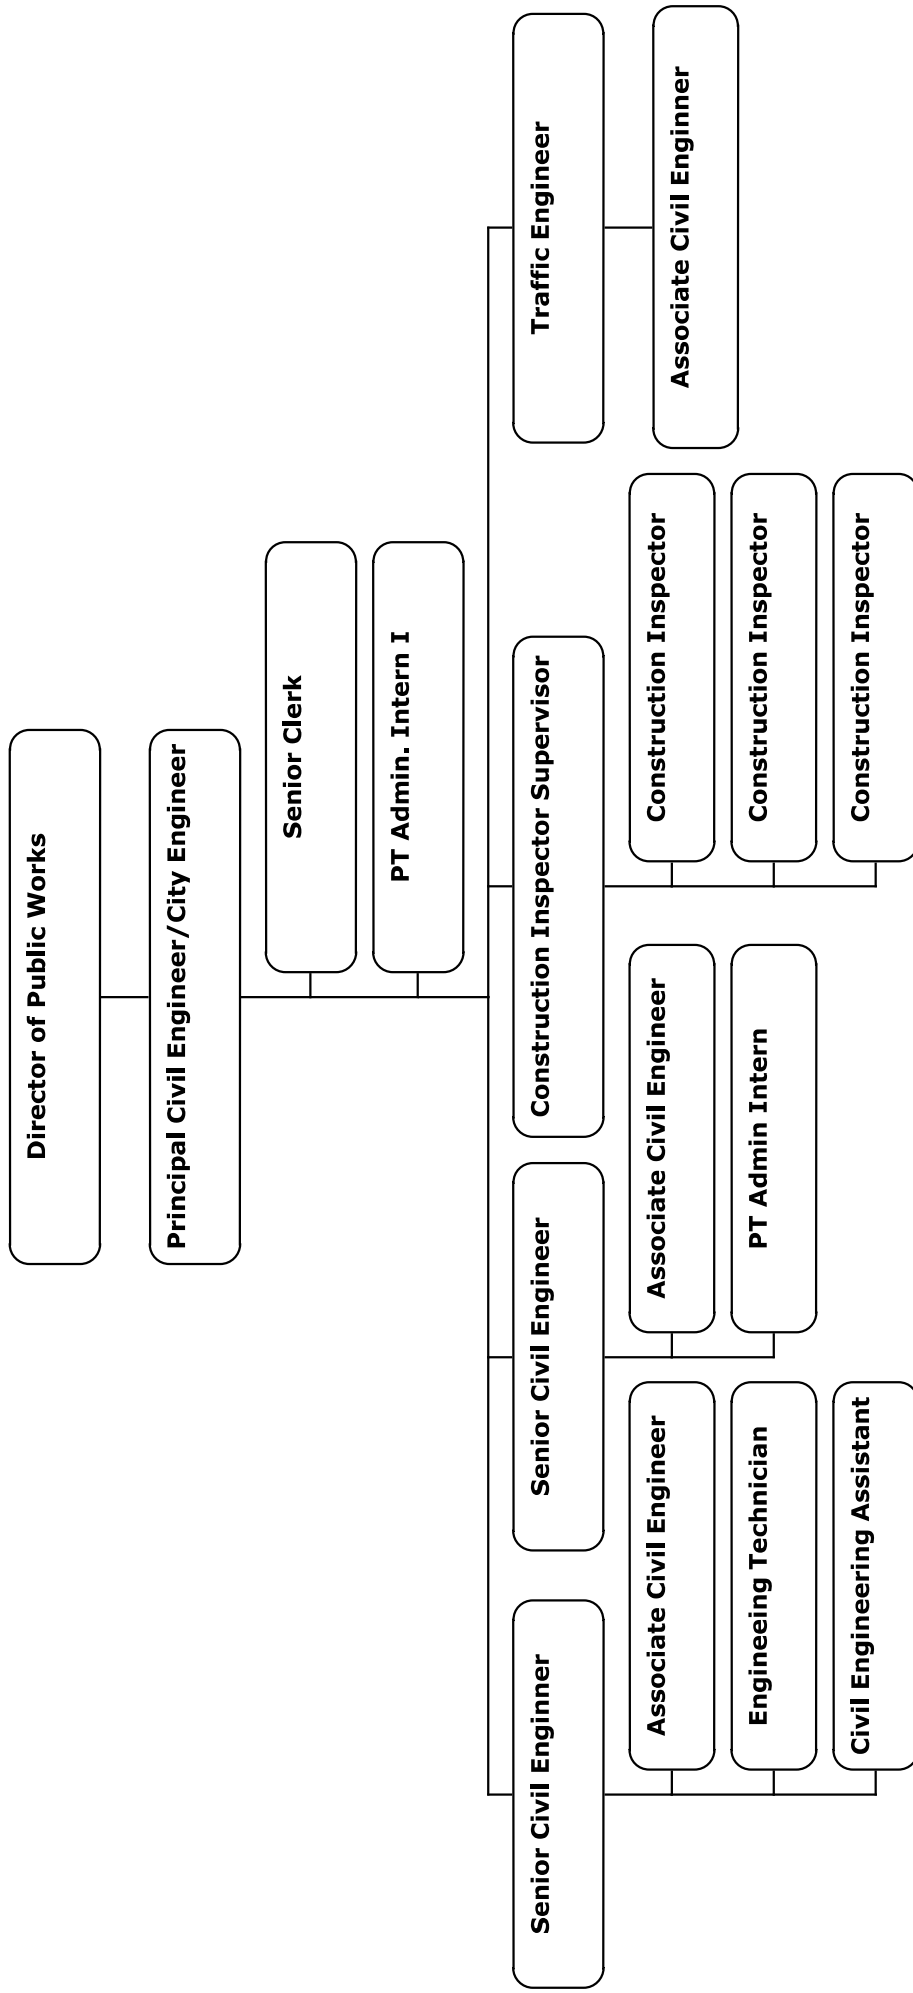 Director of Public Works
Principal Civil Engineer/City Engineer
Senior Clerk
PT Admin. Intern I
Senior Civil Enginner
Associate Civil Engineer
Engineeing Technician
Civil Engineering Assistant
Senior Civil Engineer
Associate Civil Engineer
PT Admin Intern
Construction Inspector Supervisor
Construction Inspector
Construction Inspector
Construction Inspector
Traffic Engineer
Associate Civil Enginner